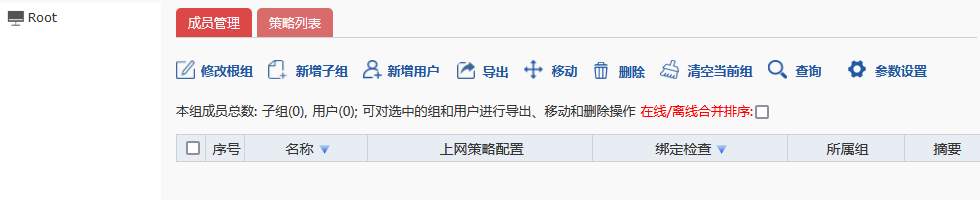 Root
成员管理 策略列表
修改根组 新增子组 新增用户 导出 移动 删除 清空当前组 查询 参数设置
本组成员总数: 子组(0), 用户(0); 可对选中的组和用户进行导出、移动和删除操作 在线/离线合并排序:
序号 名称 上网策略配置 绑定检查 所属组 摘要